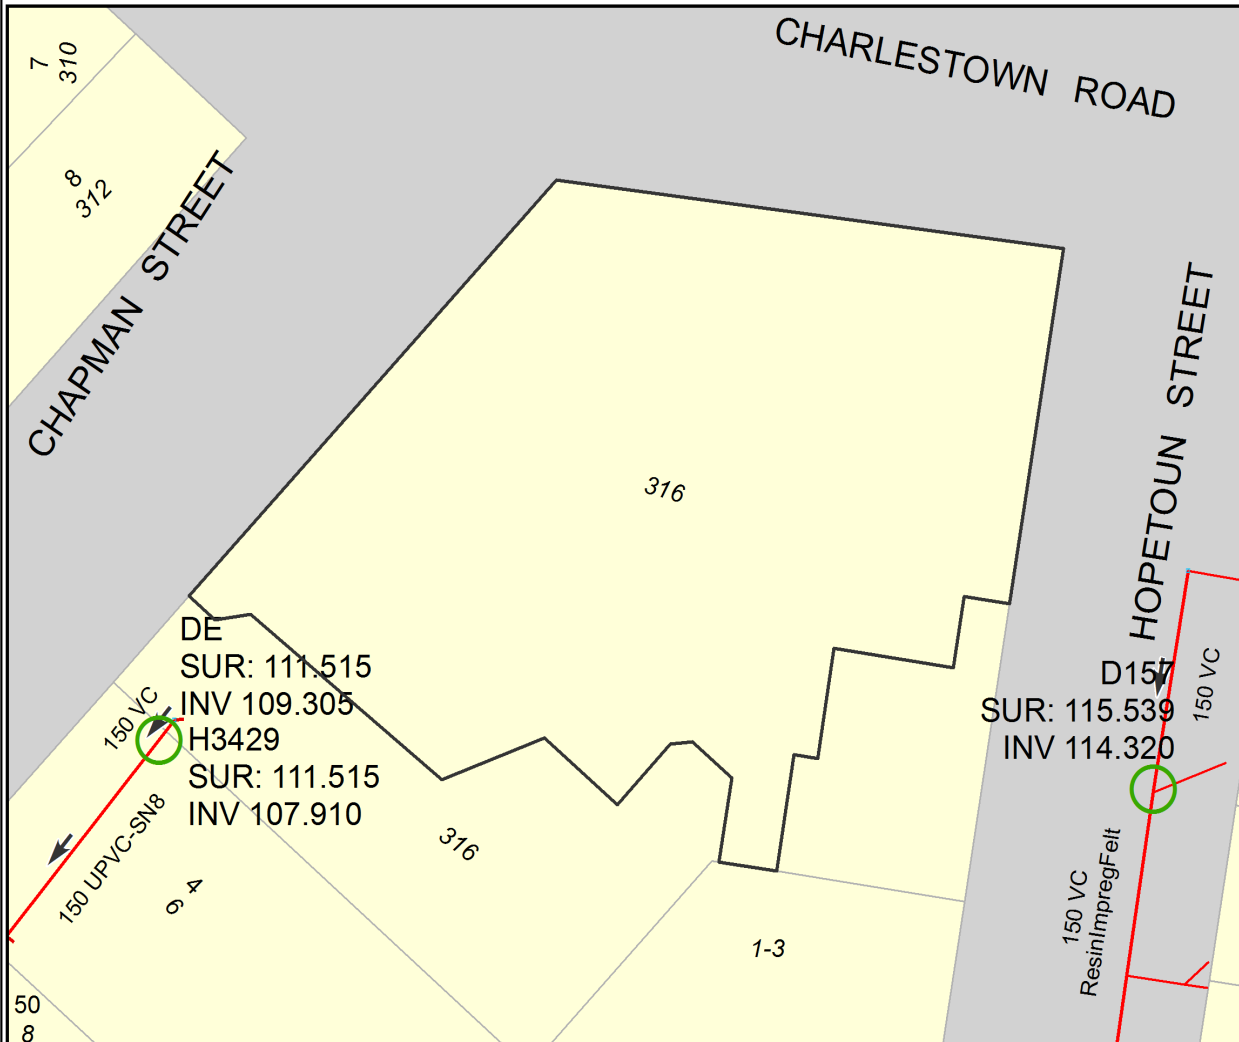 CHARLESTOWN ROAD
7
310
8
312
CHAPMAN STREET
HOPETOUN STREET
316
DE
SUR: 111.515
INV 109.305
H3429
SUR: 111.515
INV 107.910
150 VC
150 UPVC-SN8
D157
SUR: 115.539
INV 114.320
150 VC
150 VC
ResinImpregFelt
316
4
6
1-3
50
8